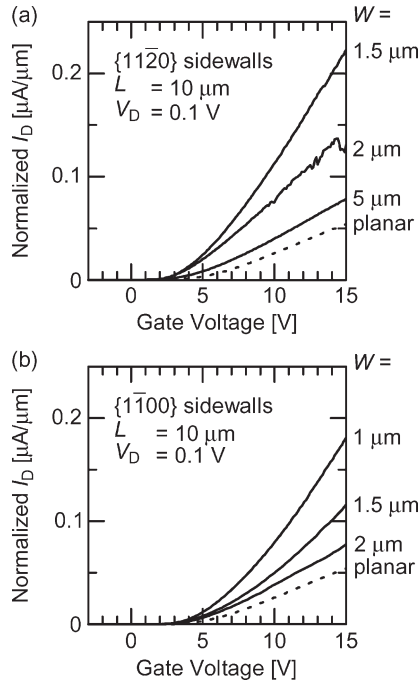 (a)
W =
Normalized I_D [μA/μm]
0.2
0.1
0
{112̅0} sidewalls
L = 10 μm
V_D = 0.1 V
1.5 μm
2 μm
5 μm
planar
0 5 10 15
Gate Voltage [V]
(b)
W =
Normalized I_D [μA/μm]
0.2
0.1
0
{11̅00} sidewalls
L = 10 μm
V_D = 0.1 V
1 μm
1.5 μm
2 μm
planar
0 5 10 15
Gate Voltage [V]